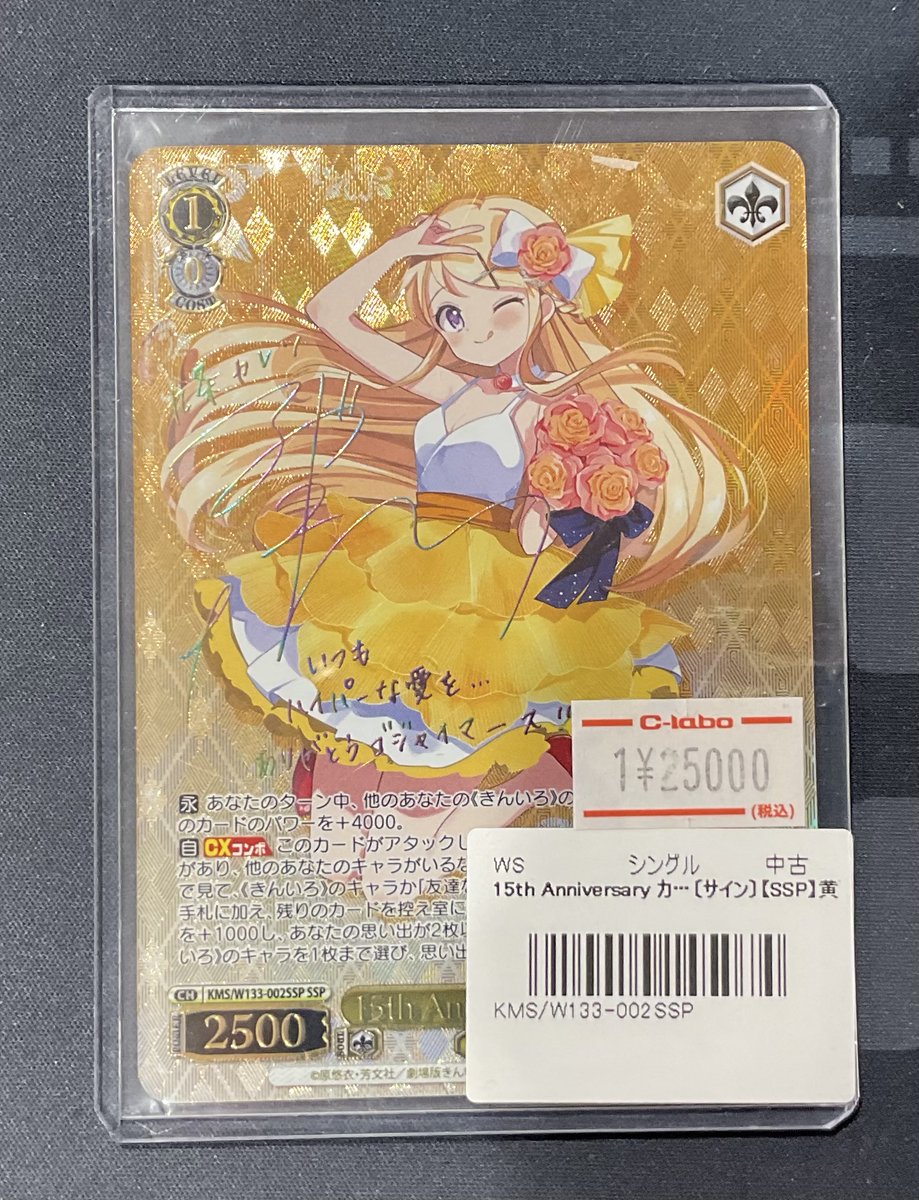 LEVEL
1
0
COST
いつも
ハイパーな愛を…
ありがとう
C-labo
1¥25000
(税込)
永 あなたのターン中、他のあなたの《きんいろ》の
のカードのパワーを+4000。
自 CXコンボ このカードがアタックし
があり、他のあなたのキャラがいるな
で見て、《きんいろ》のキャラか「友達な
手札に加え、残りのカードを控え室に
を+1000し、あなたの思い出が2枚
いろ》のキャラを1枚まで選び、思い出
WS シングル 中古
15th Anniversary カ…〔サイン〕【SSP】黄
KMS/W133-002SSP
CH KMS/W133-002SSP SSP
POWER 2500 15th An
©原悠衣・芳文社／劇場版きん